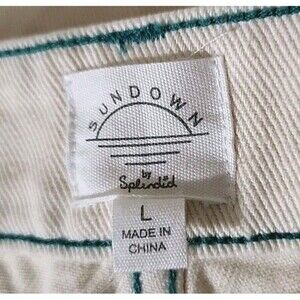 SUNDOWN
by
Splendid
L
MADE IN
CHINA